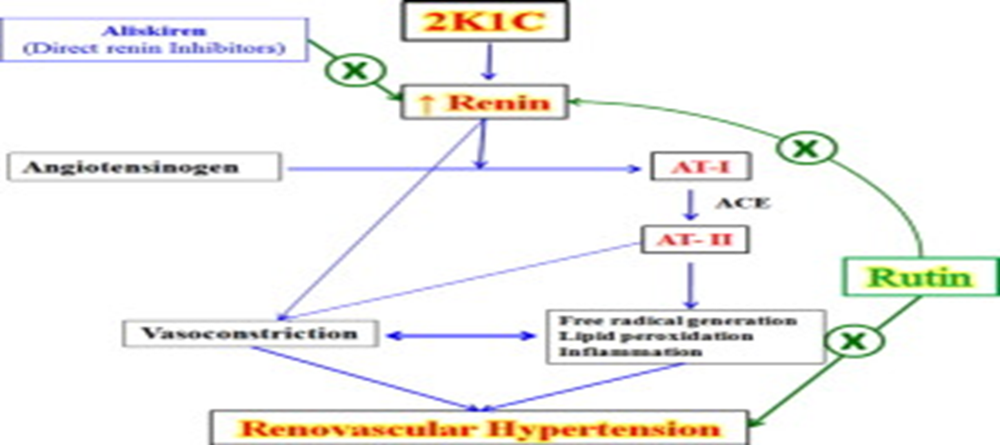 2K1C
Aliskiren
(Direct renin Inhibitors)
X
↑ Renin
X
Angiotensinogen
AT-I
ACE
AT- II
Rutin
Free radical generation
Vasoconstriction
Lipid peroxidation
X
Inflammation
Renovascular Hypertension